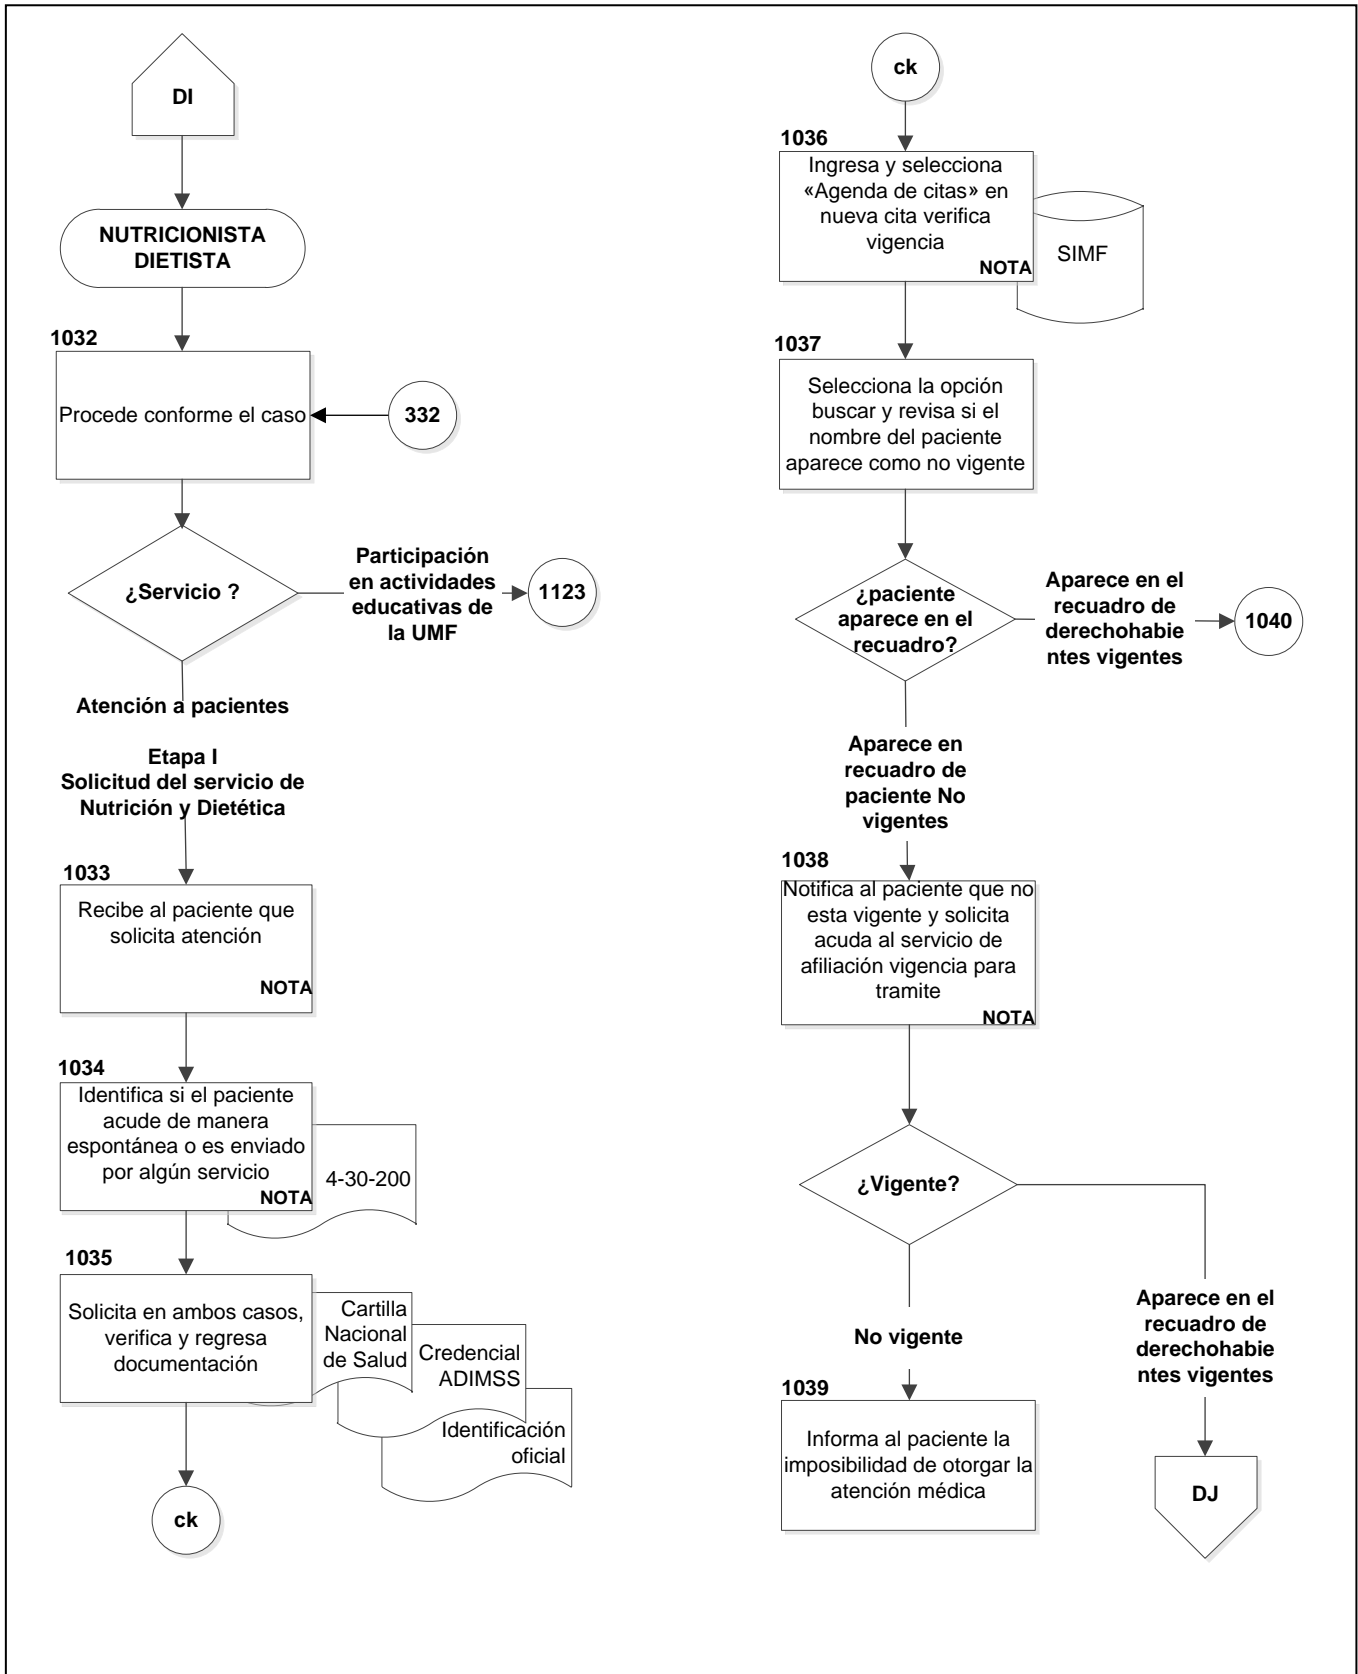 DI
NUTRICIONISTA
DIETISTA
1032
Procede conforme el caso
332
¿Servicio ?
Participación
en actividades
educativas de
la UMF
1123
Atención a pacientes
Etapa I
Solicitud del servicio de
Nutrición y Dietética
1033
Recibe al paciente que
solicita atención
NOTA
1034
Identifica si el paciente
acude de manera
espontánea o es enviado
por algún servicio
NOTA
4-30-200
1035
Solicita en ambos casos,
verifica y regresa
documentación
Cartilla
Nacional
de Salud
Credencial
ADIMSS
Identificación
oficial
ck
ck
1036
Ingresa y selecciona
«Agenda de citas» en
nueva cita verifica
vigencia
NOTA
SIMF
1037
Selecciona la opción
buscar y revisa si el
nombre del paciente
aparece como no vigente
¿paciente
aparece en el
recuadro?
Aparece en el
recuadro de
derechohabie
ntes vigentes
1040
Aparece en
recuadro de
paciente No
vigentes
1038
Notifica al paciente que no
esta vigente y solicita
acuda al servicio de
afiliación vigencia para
tramite
NOTA
¿Vigente?
No vigente
Aparece en el
recuadro de
derechohabie
ntes vigentes
1039
Informa al paciente la
imposibilidad de otorgar la
atención médica
DJ